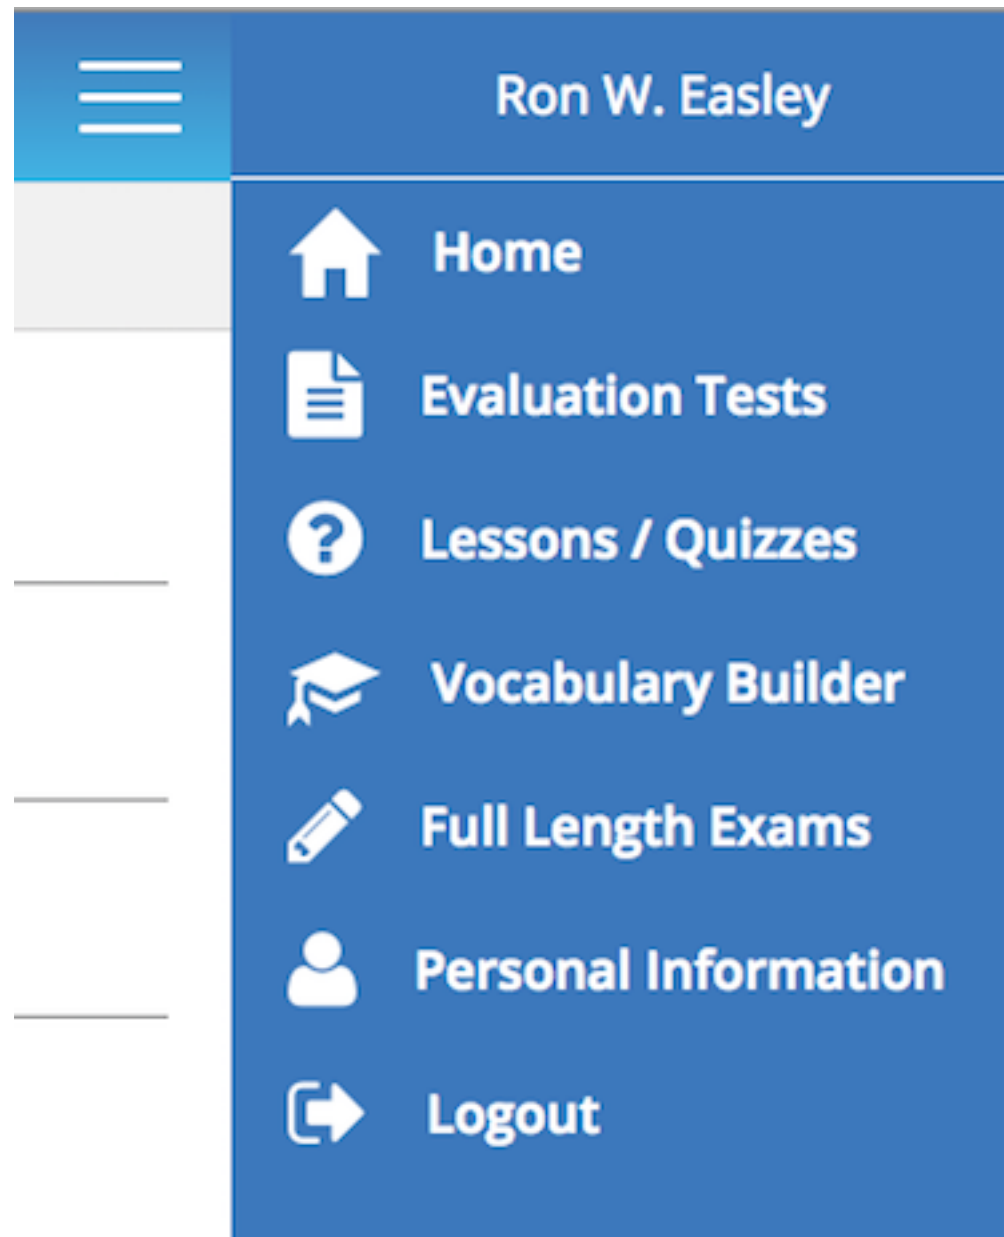 Ron W. Easley
Home
Evaluation Tests
Lessons / Quizzes
Vocabulary Builder
Full Length Exams
Personal Information
Logout